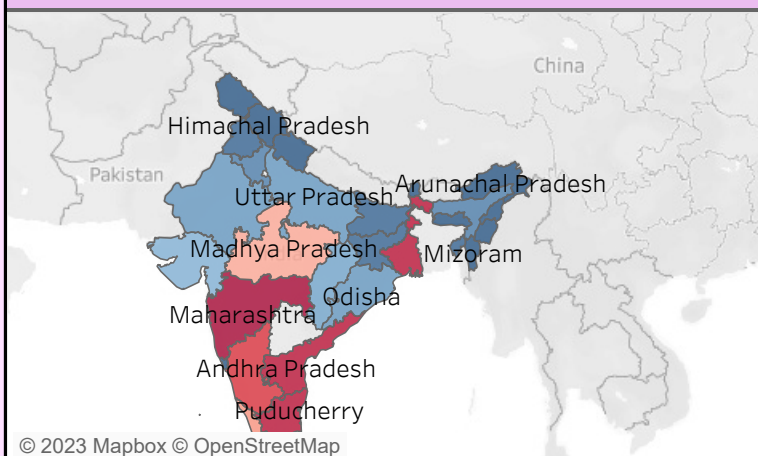 China
Himachal Pradesh
Pakistan
Arunachal Pradesh
Uttar Pradesh
Madhya Pradesh
Mizoram
Odisha
Maharashtra
Andhra Pradesh
Puducherry
© 2023 Mapbox © OpenStreetMap